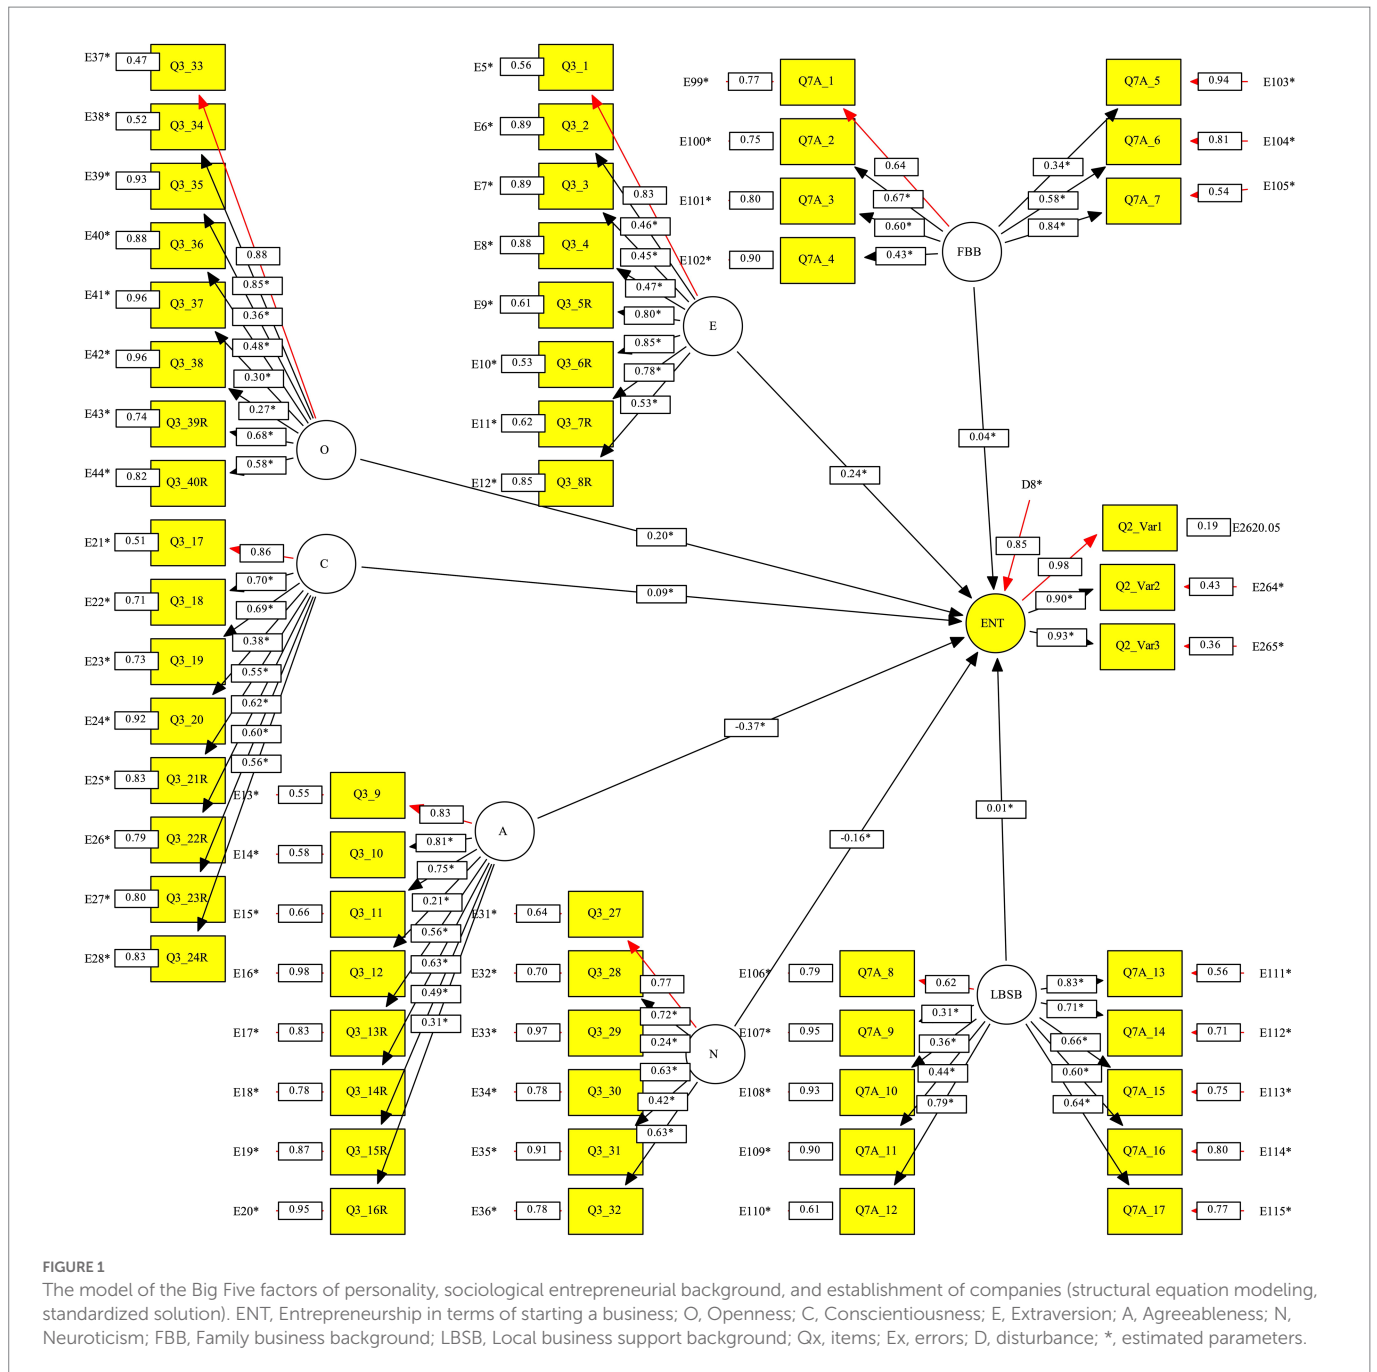 E37* 0.47 Q3_33
E38* 0.52 Q3_34
E39* 0.93 Q3_35
E40* 0.88 Q3_36
E41* 0.96 Q3_37
E42* 0.96 Q3_38
E43* 0.74 Q3_39R
E44* 0.82 Q3_40R
0.88
0.85*
0.36*
0.48*
0.30*
0.27*
0.68*
0.58*
O
E5* 0.56 Q3_1
E6* 0.89 Q3_2
E7* 0.89 Q3_3
E8* 0.88 Q3_4
E9* 0.61 Q3_5R
E10* 0.53 Q3_6R
E11* 0.62 Q3_7R
E12* 0.85 Q3_8R
0.83
0.46*
0.45*
0.47*
0.80*
0.85*
0.78*
0.53*
E
E99* 0.77 Q7A_1
E100* 0.75 Q7A_2
E101* 0.80 Q7A_3
E102* 0.90 Q7A_4
0.64
0.67*
0.60*
0.43*
FBB
0.34*
0.58*
0.84*
Q7A_5 0.94 E103*
Q7A_6 0.81 E104*
Q7A_7 0.54 E105*
0.04*
0.24*
0.20*
0.09*
-0.37*
-0.16*
0.01*
D8*
0.85
ENT
0.98
0.90*
0.93*
Q2_Var1 0.19 E2620.05
Q2_Var2 0.43 E264*
Q2_Var3 0.36 E265*
E21* 0.51 Q3_17
E22* 0.71 Q3_18
E23* 0.73 Q3_19
E24* 0.92 Q3_20
E25* 0.83 Q3_21R
E26* 0.79 Q3_22R
E27* 0.80 Q3_23R
E28* 0.83 Q3_24R
0.86
0.70*
0.69*
0.38*
0.55*
0.62*
0.60*
0.56*
C
E13* 0.55 Q3_9
E14* 0.58 Q3_10
E15* 0.66 Q3_11
E16* 0.98 Q3_12
E17* 0.83 Q3_13R
E18* 0.78 Q3_14R
E19* 0.87 Q3_15R
E20* 0.95 Q3_16R
0.83
0.81*
0.75*
0.21*
0.56*
0.63*
0.49*
0.31*
A
E31* 0.64 Q3_27
E32* 0.70 Q3_28
E33* 0.97 Q3_29
E34* 0.78 Q3_30
E35* 0.91 Q3_31
E36* 0.78 Q3_32
0.77
0.72*
0.24*
0.63*
0.42*
0.63*
N
E106* 0.79 Q7A_8
E107* 0.95 Q7A_9
E108* 0.93 Q7A_10
E109* 0.90 Q7A_11
E110* 0.61 Q7A_12
0.62
0.31*
0.36*
0.44*
0.79*
LBSB
0.83*
0.71*
0.66*
0.60*
0.64*
Q7A_13 0.56 E111*
Q7A_14 0.71 E112*
Q7A_15 0.75 E113*
Q7A_16 0.80 E114*
Q7A_17 0.77 E115*
FIGURE 1
The model of the Big Five factors of personality, sociological entrepreneurial background, and establishment of companies (structural equation modeling,
standardized solution). ENT, Entrepreneurship in terms of starting a business; O, Openness; C, Conscientiousness; E, Extraversion; A, Agreeableness; N,
Neuroticism; FBB, Family business background; LBSB, Local business support background; Qx, items; Ex, errors; D, disturbance; *, estimated parameters.